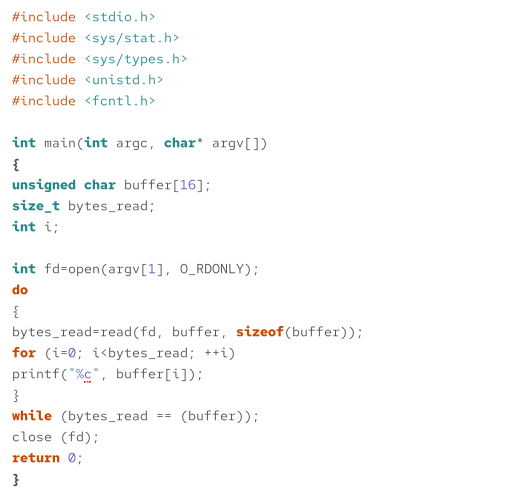 #include <stdio.h>
#include <sys/stat.h>
#include <sys/types.h>
#include <unistd.h>
#include <fcntl.h>
int main(int argc, char* argv[])
{
unsigned char buffer[16];
size_t bytes_read;
int i;
int fd=open(argv[1], O_RDONLY);
do
{
bytes_read=read(fd, buffer, sizeof(buffer));
for (i=0; i<bytes_read; ++i)
printf("%c", buffer[i]);
}
while (bytes_read == (buffer));
close (fd);
return 0;
}